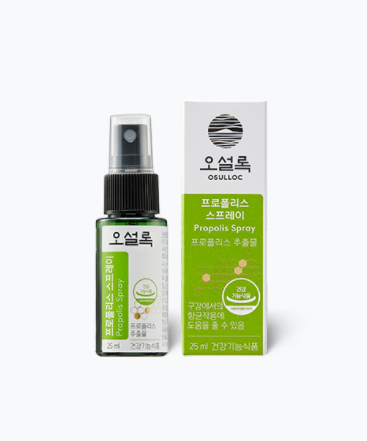 오설록
프로폴리스 스프레이
Propolis Spray
프로폴리스
추출물
25 ml 건강기능식품
오설록
OSULLOC
프로폴리스
스프레이
Propolis Spray
프로폴리스 추출물
건강
기능식품
구강에서의
항균작용에
도움을 줄 수 있음
25 ml 건강기능식품